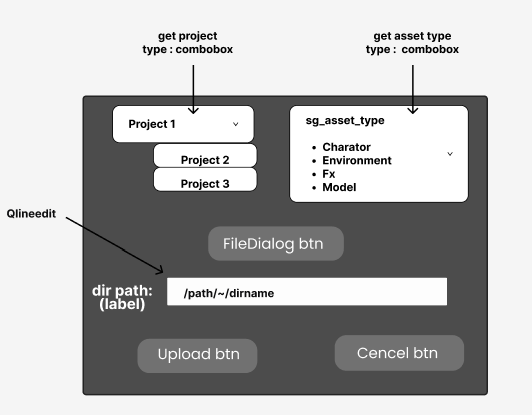 get project
type : combobox
get asset type
type : combobox
Project 1
Project 2
Project 3
sg_asset_type
• Charator
• Environment
• Fx
• Model
Qlineedit
FileDialog btn
dir path:
(label)
/path/~/dirname
Upload btn
Cencel btn